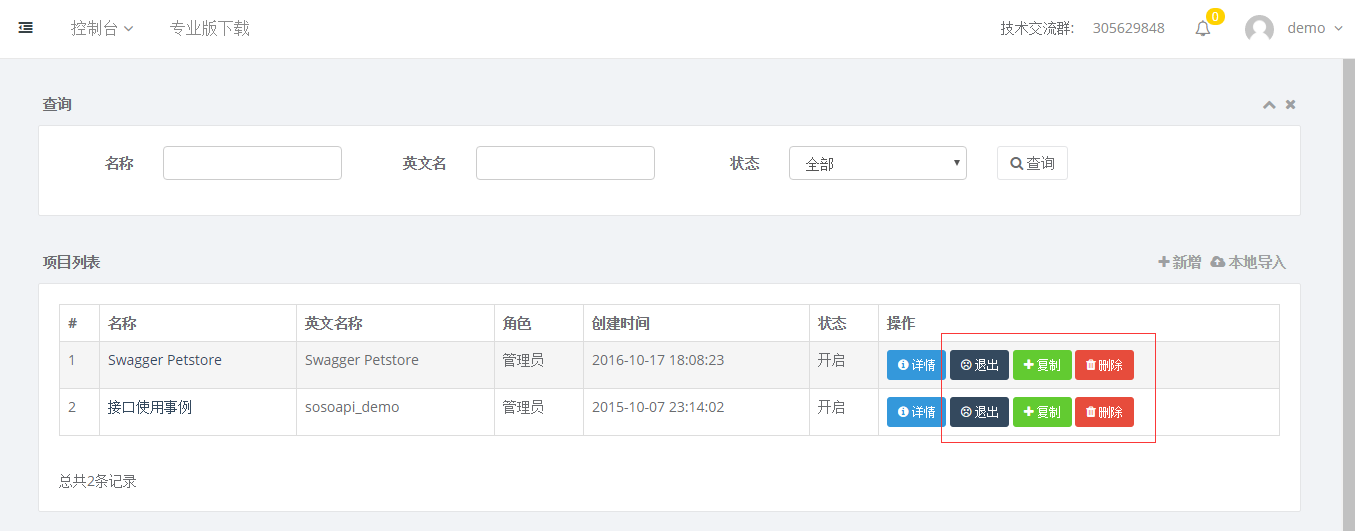 控制台 专业版下载 技术交流群: 305629848 0 demo
查询
名称 英文名 状态 全部 查询
项目列表 新增 本地导入
# 名称 英文名称 角色 创建时间 状态 操作
1 Swagger Petstore Swagger Petstore 管理员 2016-10-17 18:08:23 开启 详情 退出 复制 删除
2 接口使用事例 sosoapi_demo 管理员 2015-10-07 23:14:02 开启 详情 退出 复制 删除
总共2条记录